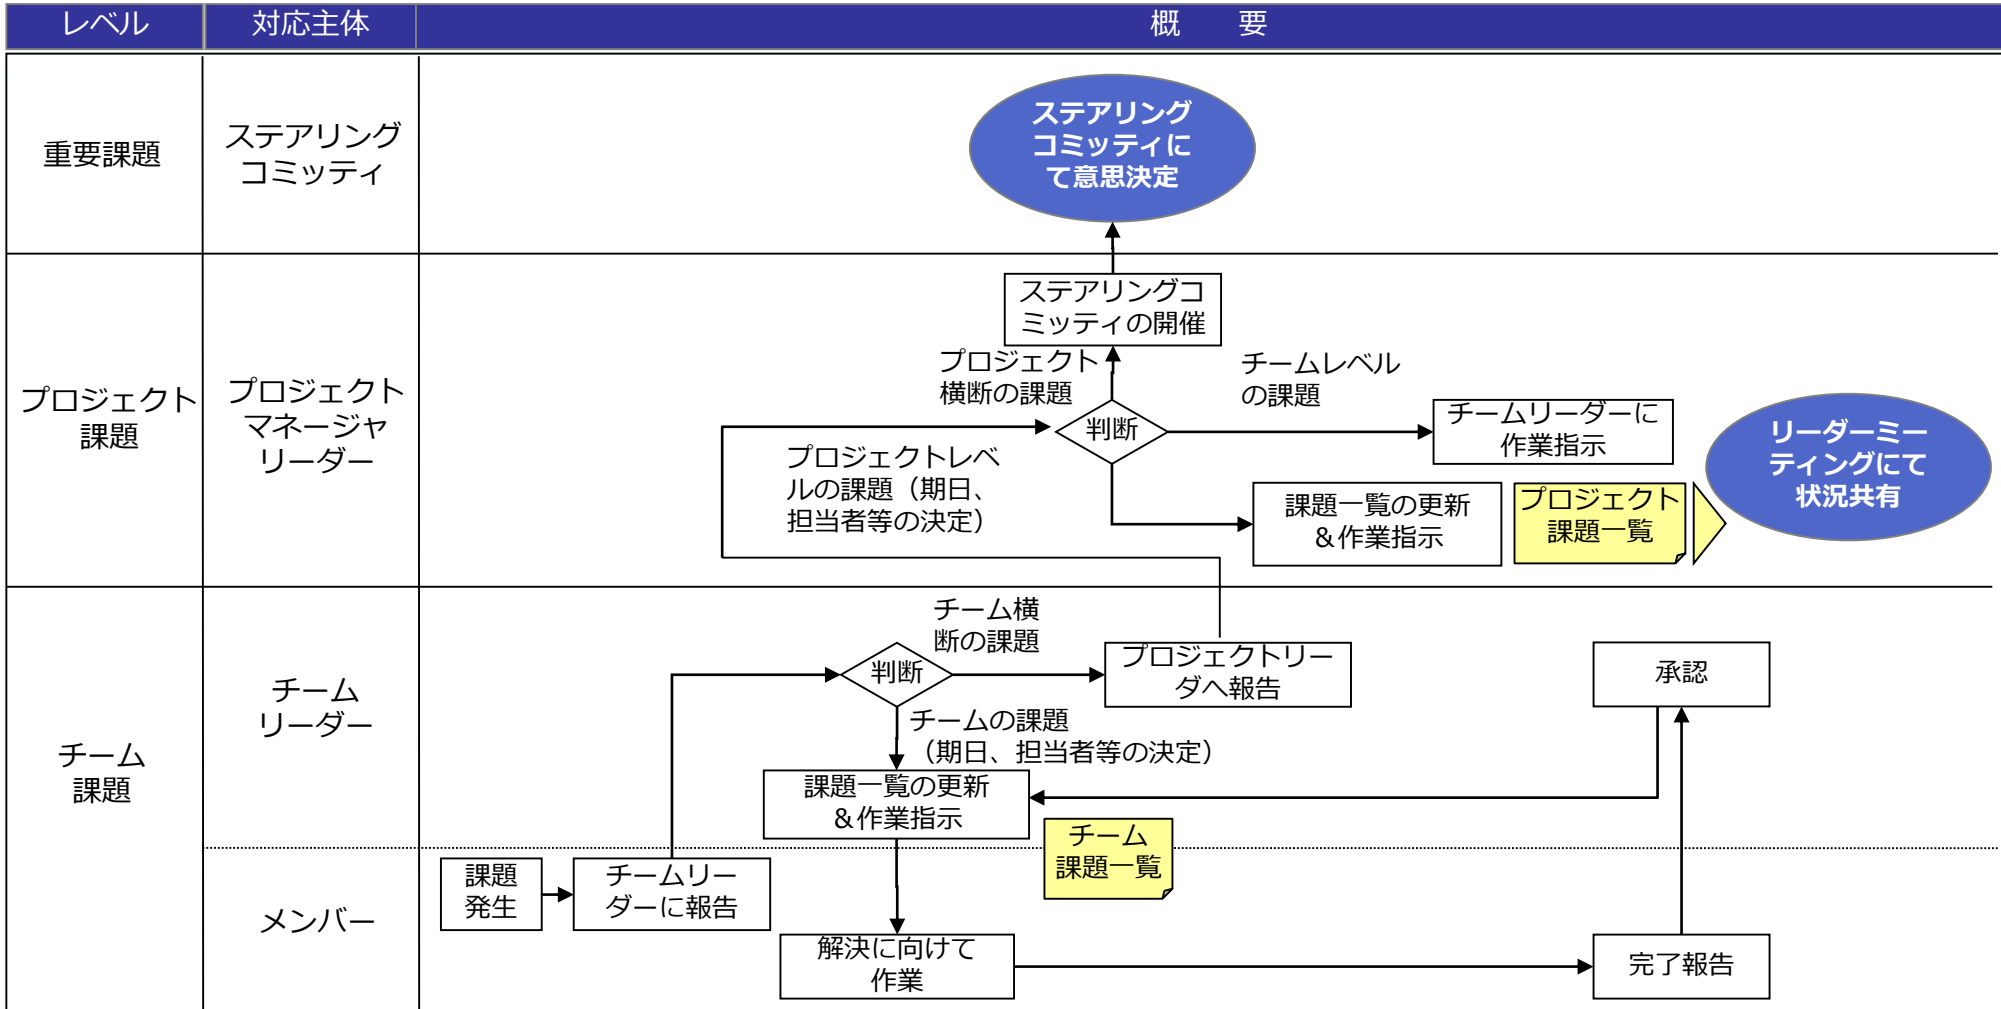 レベル
対応主体
概　要
重要課題
ステアリング
コミッティ
ステアリング
コミッティに
て意思決定
プロジェクト
課題
プロジェクト
マネージャ
リーダー
ステアリングコ
ミッティの開催
プロジェクト
横断の課題
チームレベル
の課題
判断
チームリーダーに
作業指示
リーダーミー
ティングにて
状況共有
プロジェクトレベ
ルの課題（期日、
担当者等の決定）
課題一覧の更新
＆作業指示
プロジェクト
課題一覧
チーム
課題
チーム
リーダー
チーム横
断の課題
判断
プロジェクトリー
ダへ報告
承認
チームの課題
（期日、担当者等の決定）
課題一覧の更新
＆作業指示
チーム
課題一覧
メンバー
課題
発生
チームリー
ダーに報告
解決に向けて
作業
完了報告